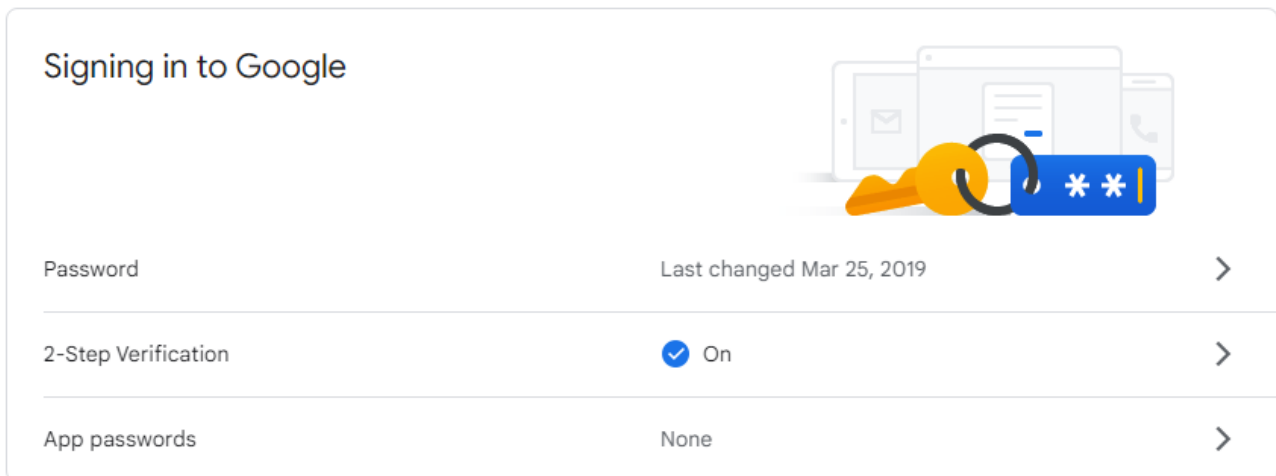 Signing in to Google
**
Password Last changed Mar 25, 2019
2-Step Verification On
App passwords None